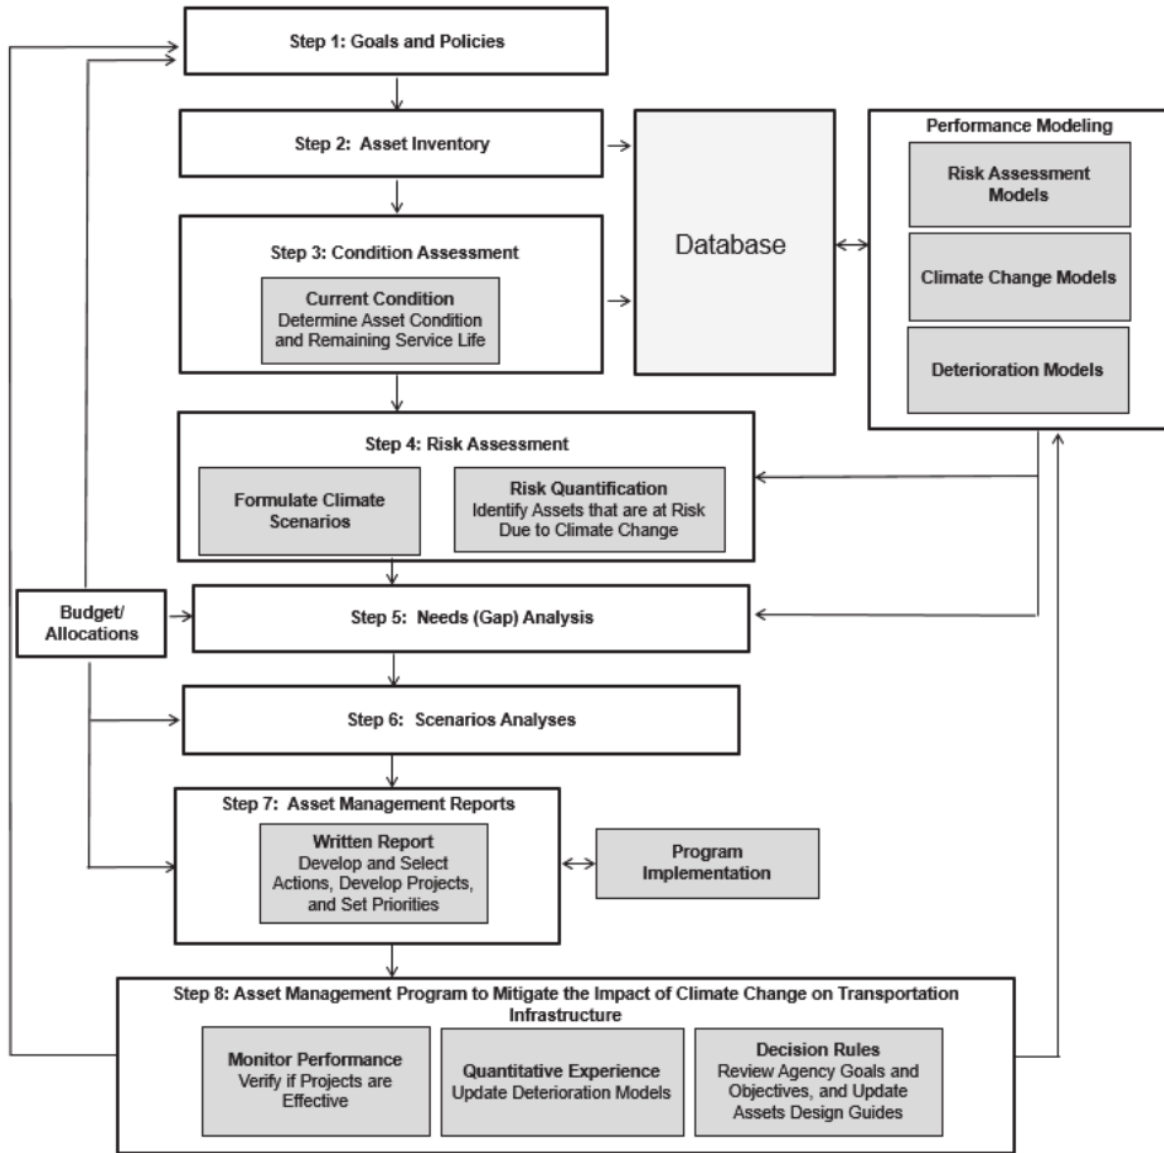 Step 1: Goals and Policies
Step 2: Asset Inventory
Step 3: Condition Assessment
Current Condition
Determine Asset Condition
and Remaining Service Life
Database
Performance Modeling
Risk Assessment
Models
Climate Change Models
Deterioration Models
Step 4: Risk Assessment
Formulate Climate
Scenarios
Risk Quantification
Identify Assets that are at Risk
Due to Climate Change
Budget/
Allocations
Step 5: Needs (Gap) Analysis
Step 6: Scenarios Analyses
Step 7: Asset Management Reports
Written Report
Develop and Select
Actions, Develop Projects,
and Set Priorities
Program
Implementation
Step 8: Asset Management Program to Mitigate the Impact of Climate Change on Transportation
Infrastructure
Monitor Performance
Verify if Projects are
Effective
Quantitative Experience
Update Deterioration Models
Decision Rules
Review Agency Goals and
Objectives, and Update
Assets Design Guides